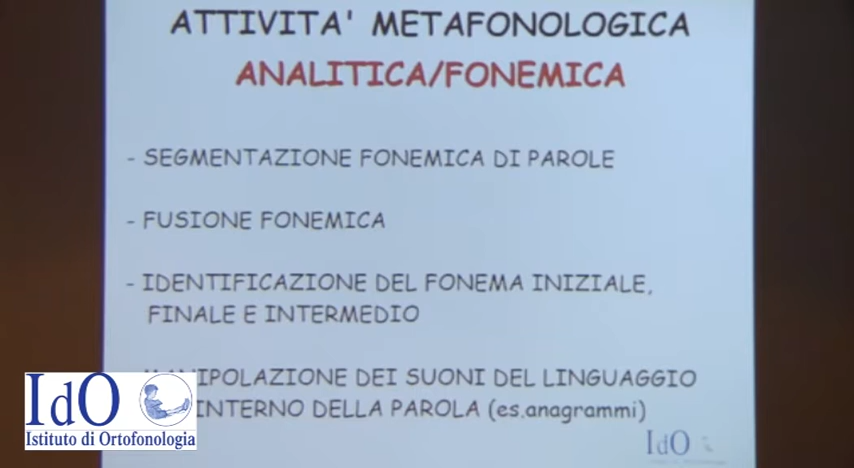 ATTIVITA' METAFONOLOGICA
ANALITICA/FONEMICA
- SEGMENTAZIONE FONEMICA DI PAROLE
- FUSIONE FONEMICA
- IDENTIFICAZIONE DEL FONEMA INIZIALE,
FINALE E INTERMEDIO
MANIPOLAZIONE DEI SUONI DEL LINGUAGGIO
INTERNO DELLA PAROLA (es.anagrammi)
IdO
Istituto di Ortofonologia
IdO